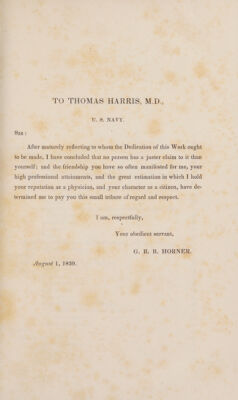 TO THOMAS HARRIS, M.D.,
U. S. NAVY.
SIR:
After maturely reflecting to whom the Dedication of this Work ought
to be made, I have concluded that no person has a juster claim to it than
yourself; and the friendship you have so often manifested for me, your
high professional attainments, and the great estimation in which I hold
your reputation as a physician, and your character as a citizen, have de-
termined me to pay you this small tribute of regard and respect.
I am, respectfully,
Your obedient servant,
G. R. B. HORNER.
August 1, 1839.